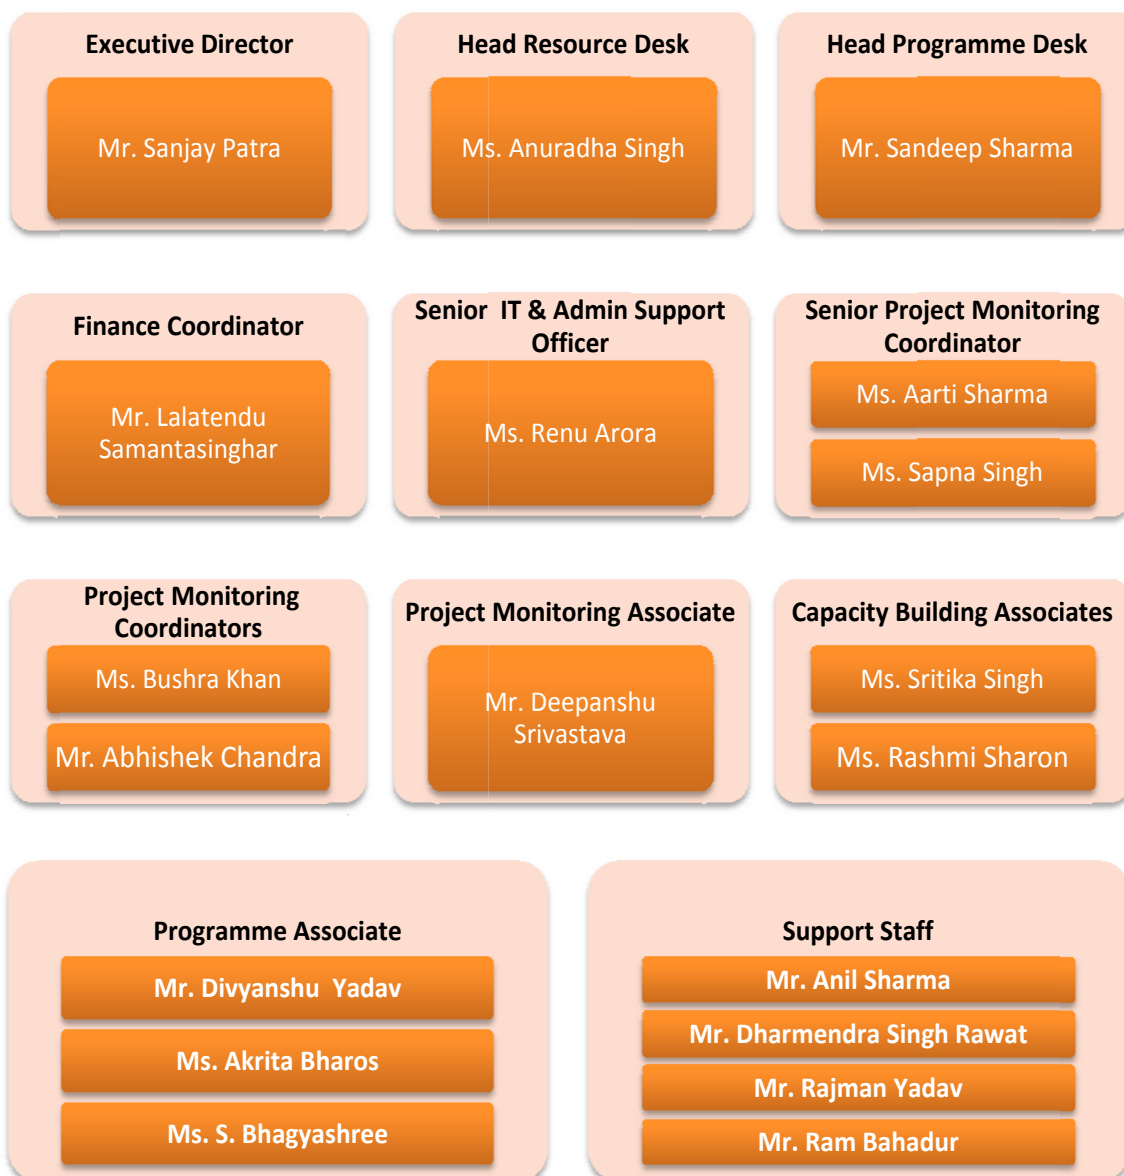 Executive Director
Mr. Sanjay Patra
Head Resource Desk
Ms. Anuradha Singh
Head Programme Desk
Mr. Sandeep Sharma
Finance Coordinator
Mr. Lalatendu
Samantasinghar
Senior IT & Admin Support
Officer
Ms. Renu Arora
Senior Project Monitoring
Coordinator
Ms. Aarti Sharma
Ms. Sapna Singh
Project Monitoring
Coordinators
Ms. Bushra Khan
Mr. Abhishek Chandra
Project Monitoring Associate
Mr. Deepanshu
Srivastava
Capacity Building Associates
Ms. Sritika Singh
Ms. Rashmi Sharon
Programme Associate
Mr. Divyanshu Yadav
Ms. Akrita Bharos
Ms. S. Bhagyashree
Support Staff
Mr. Anil Sharma
Mr. Dharmendra Singh Rawat
Mr. Rajman Yadav
Mr. Ram Bahadur